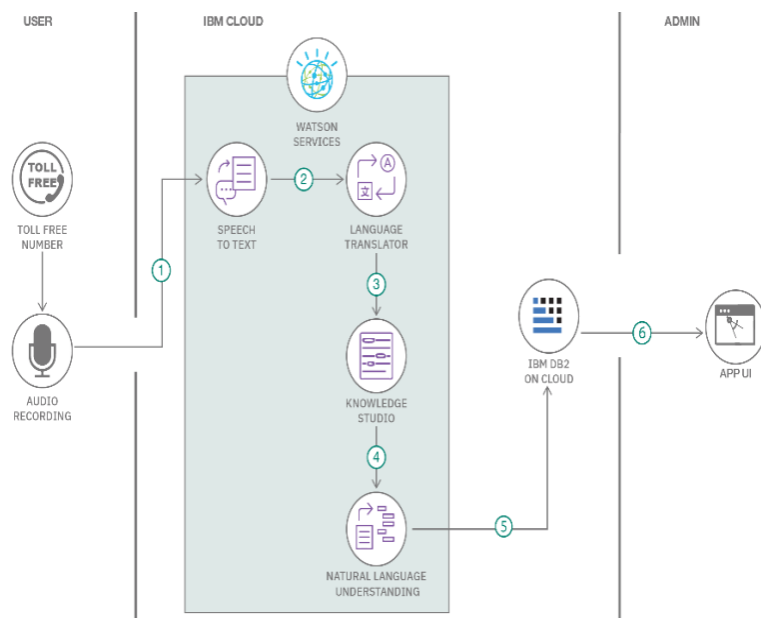 USER
IBM CLOUD
ADMIN
WATSON
SERVICES
TOLL
FREE
TOLL FREE
NUMBER
1
SPEECH
TO TEXT
2
A
文
LANGUAGE
TRANSLATOR
3
AUDIO
RECORDING
KNOWLEDGE
STUDIO
4
NATURAL LANGUAGE
UNDERSTANDING
5
IBM DB2
ON CLOUD
6
APP UI